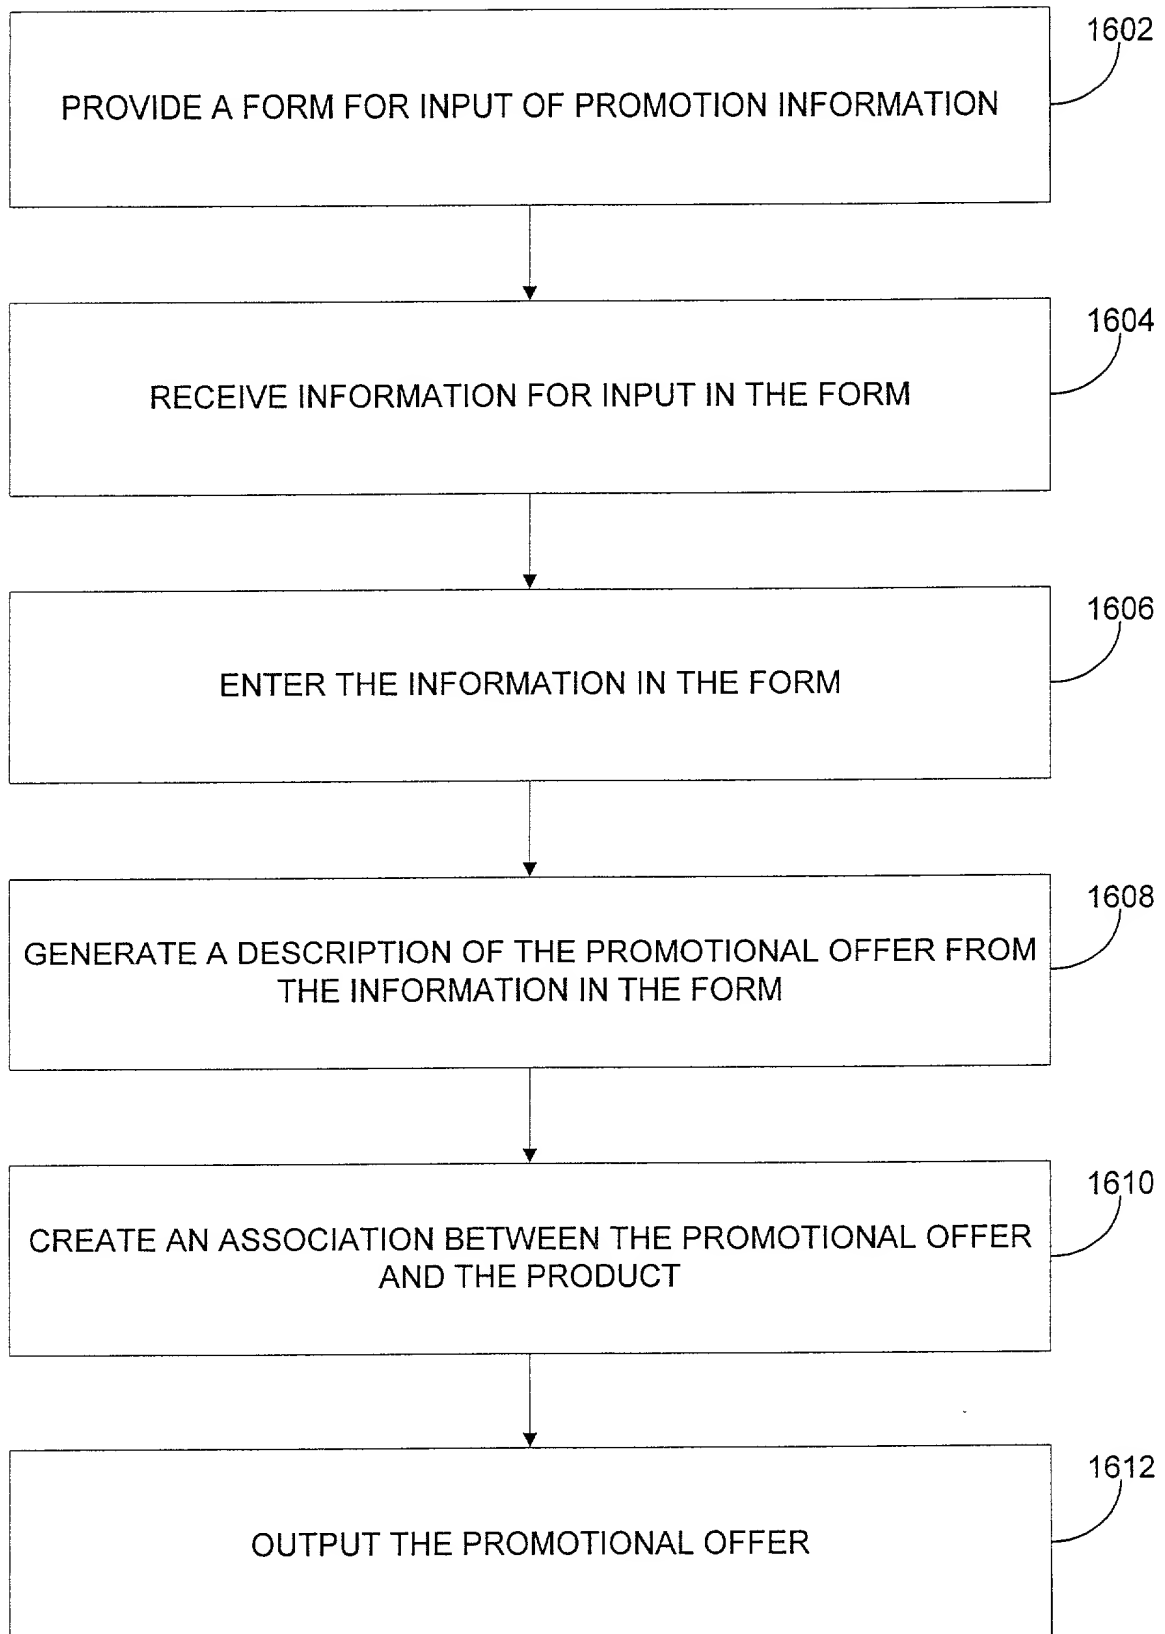 1602
PROVIDE A FORM FOR INPUT OF PROMOTION INFORMATION
1604
RECEIVE INFORMATION FOR INPUT IN THE FORM
1606
ENTER THE INFORMATION IN THE FORM
1608
GENERATE A DESCRIPTION OF THE PROMOTIONAL OFFER FROM
THE INFORMATION IN THE FORM
1610
CREATE AN ASSOCIATION BETWEEN THE PROMOTIONAL OFFER
AND THE PRODUCT
1612
OUTPUT THE PROMOTIONAL OFFER